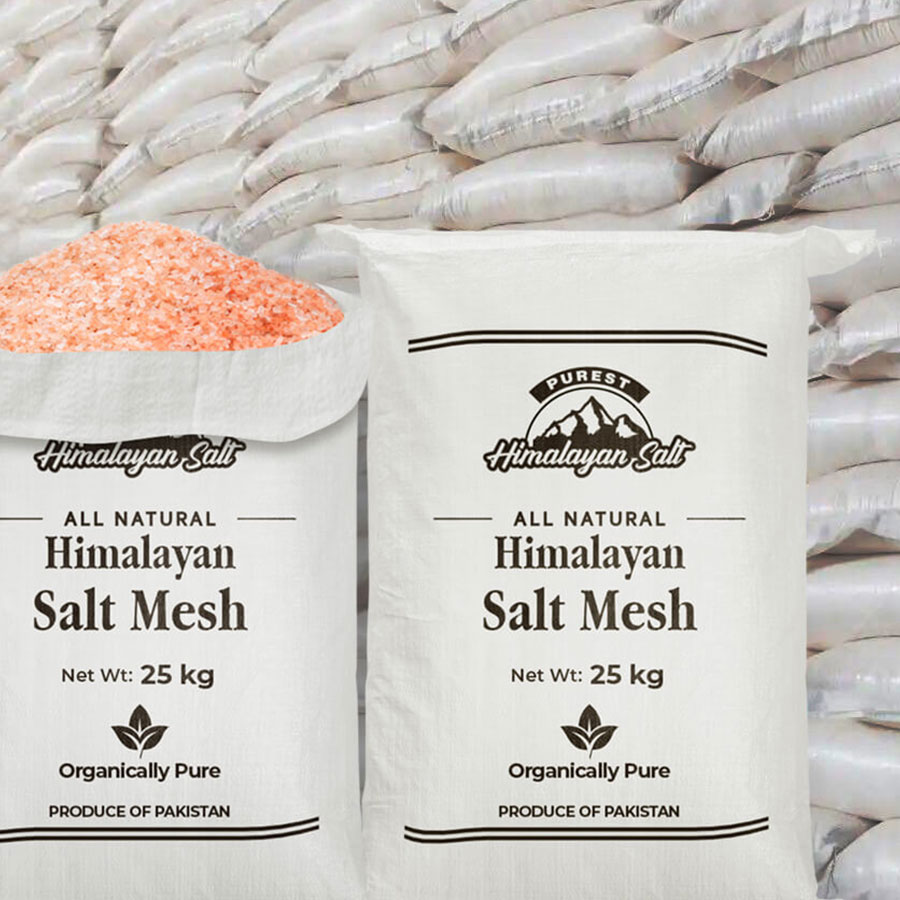 Himalayan Salt
ALL NATURAL
Himalayan
Salt Mesh
Net Wt: 25 kg
Organically Pure
PRODUCE OF PAKISTAN
PUREST
Himalayan Salt
ALL NATURAL
Himalayan
Salt Mesh
Net Wt: 25 kg
Organically Pure
PRODUCE OF PAKISTAN